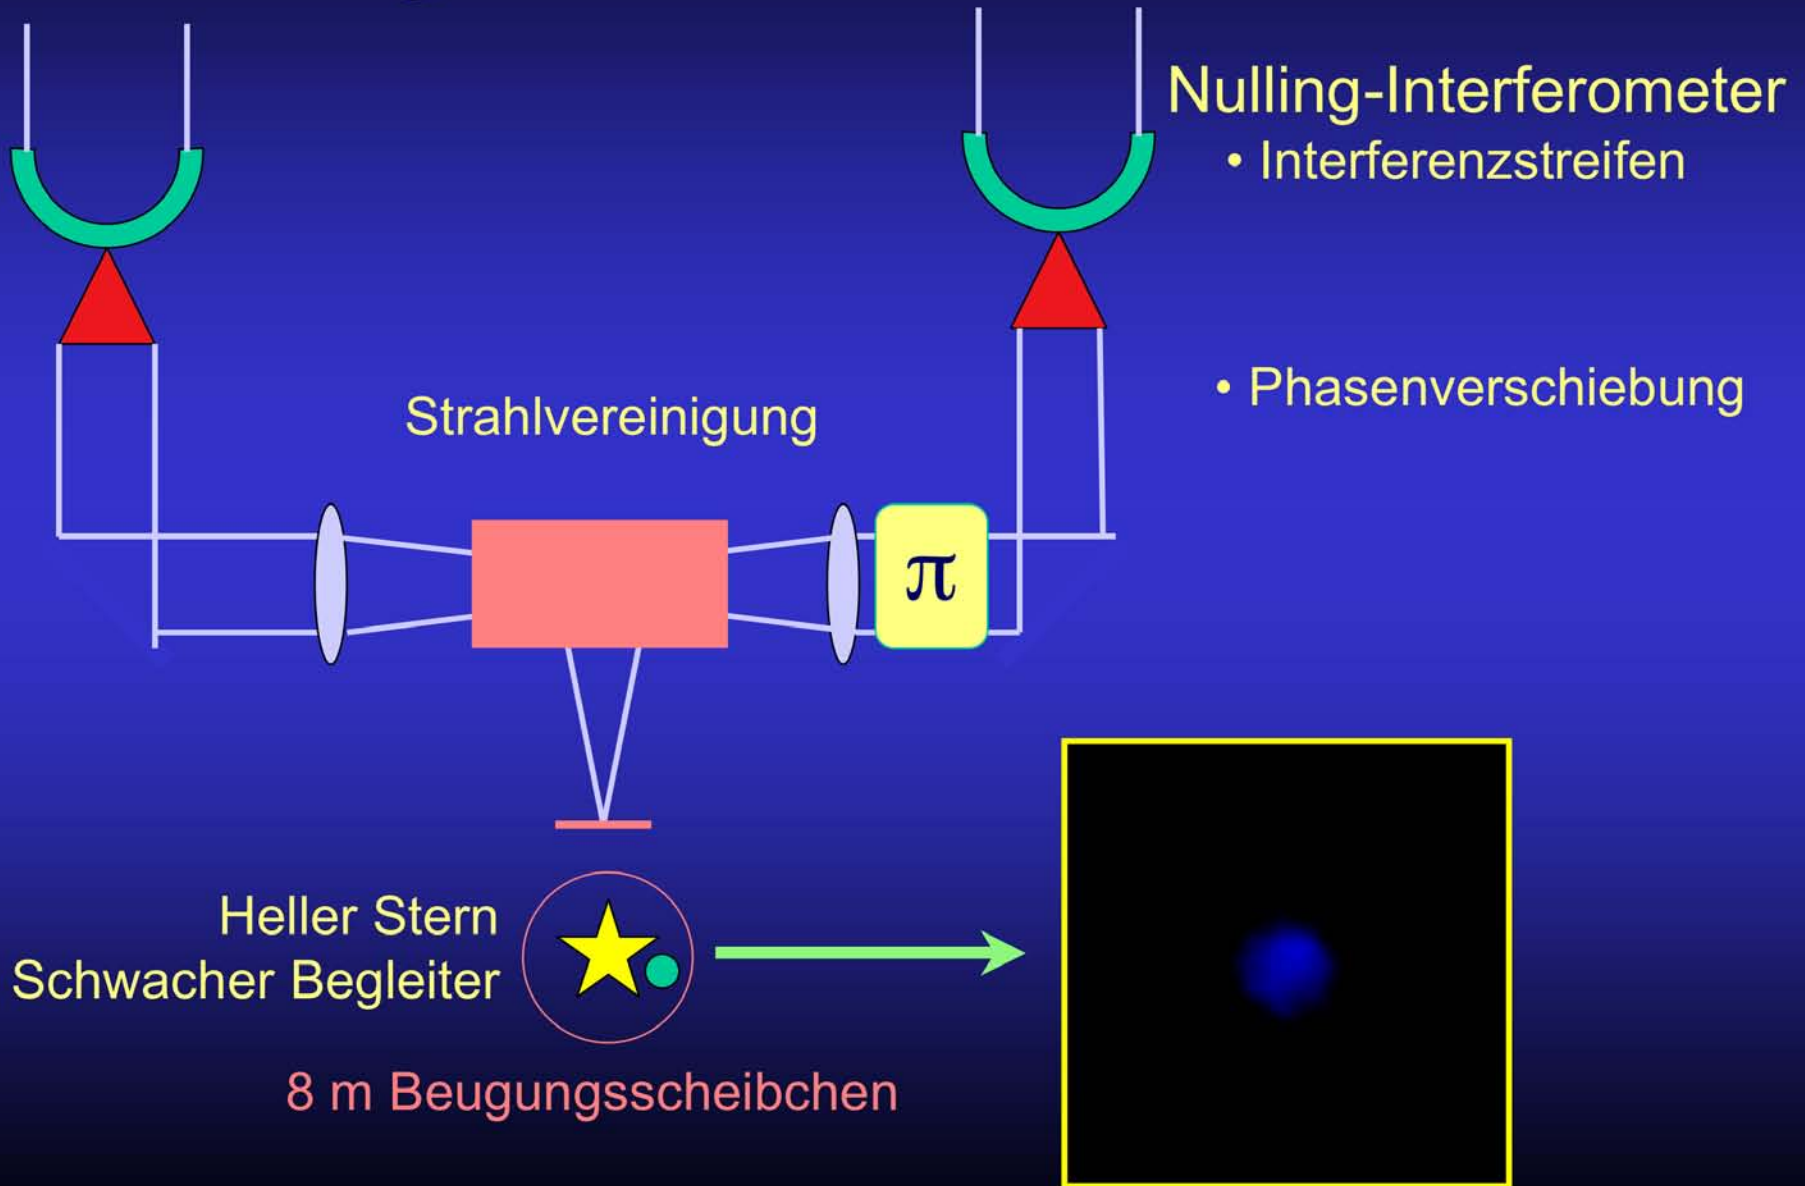 Nulling-Interferometer
• Interferenzstreifen
• Phasenverschiebung
Strahlvereinigung
π
Heller Stern
Schwacher Begleiter
8 m Beugungsscheibchen